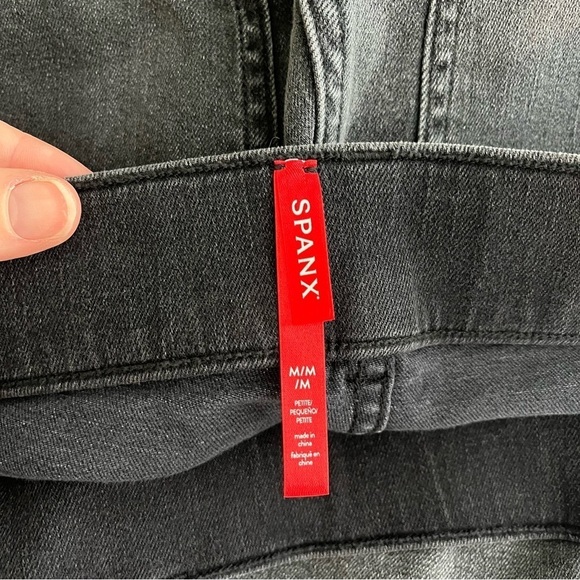 SPANX
M/M
/M
PETITE/
PEQUEÑO/
PETITE
made in
china
fabriqué en
chine